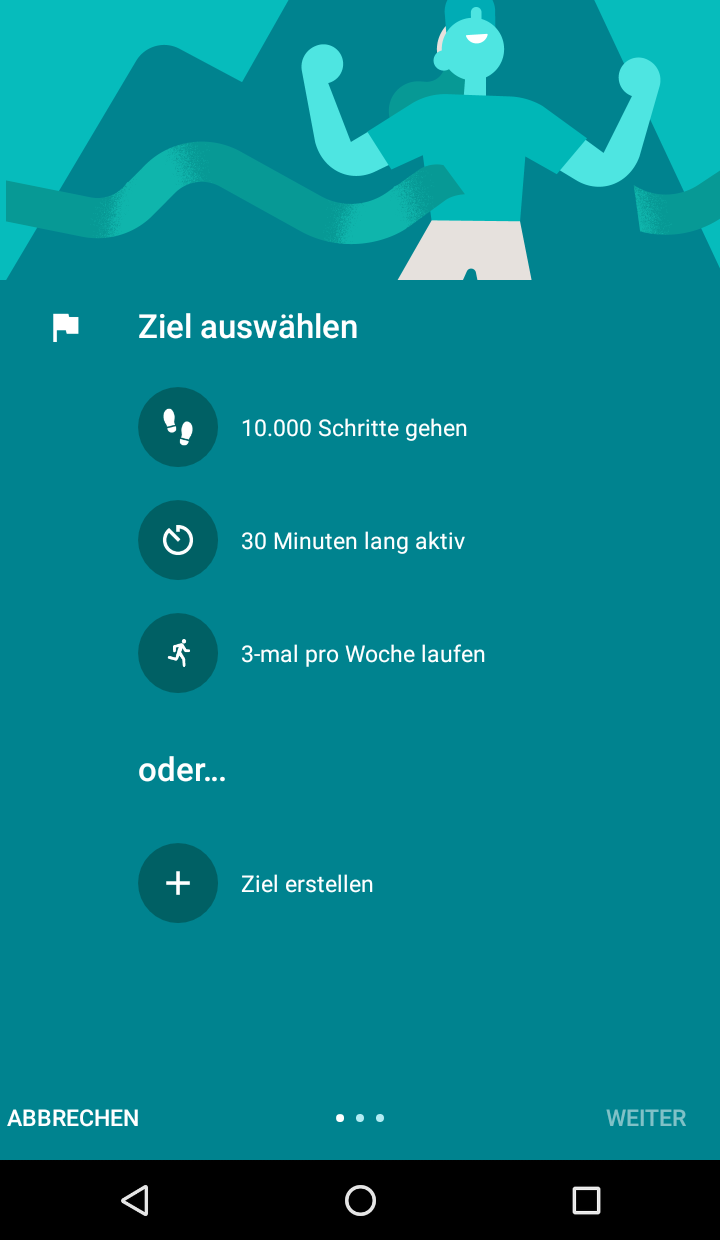 Ziel auswählen
10.000 Schritte gehen
30 Minuten lang aktiv
3-mal pro Woche laufen
oder…
Ziel erstellen
ABBRECHEN
WEITER